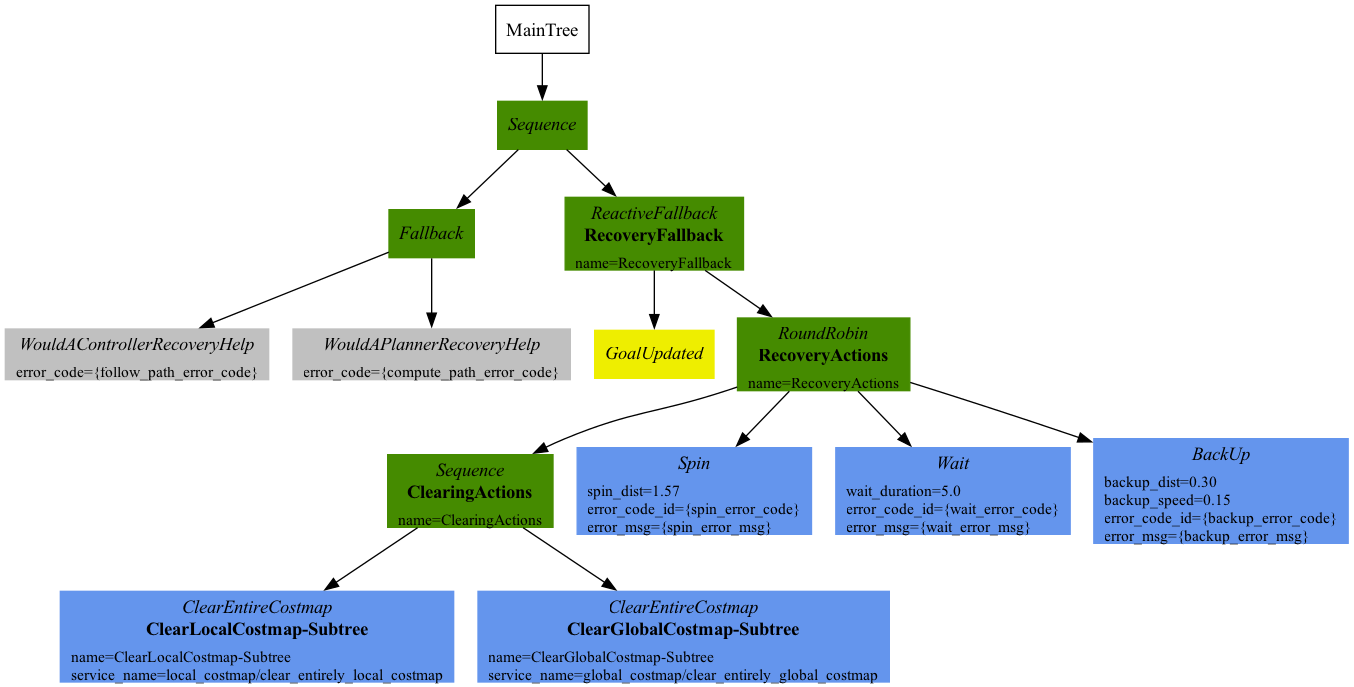 MainTree
Sequence
Fallback
ReactiveFallback
RecoveryFallback
name=RecoveryFallback
WouldAControllerRecoveryHelp
error_code={follow_path_error_code}
WouldAPlannerRecoveryHelp
error_code={compute_path_error_code}
GoalUpdated
RoundRobin
RecoveryActions
name=RecoveryActions
Sequence
ClearingActions
name=ClearingActions
Spin
spin_dist=1.57
error_code_id={spin_error_code}
error_msg={spin_error_msg}
Wait
wait_duration=5.0
error_code_id={wait_error_code}
error_msg={wait_error_msg}
BackUp
backup_dist=0.30
backup_speed=0.15
error_code_id={backup_error_code}
error_msg={backup_error_msg}
ClearEntireCostmap
ClearLocalCostmap-Subtree
name=ClearLocalCostmap-Subtree
service_name=local_costmap/clear_entirely_local_costmap
ClearEntireCostmap
ClearGlobalCostmap-Subtree
name=ClearGlobalCostmap-Subtree
service_name=global_costmap/clear_entirely_global_costmap